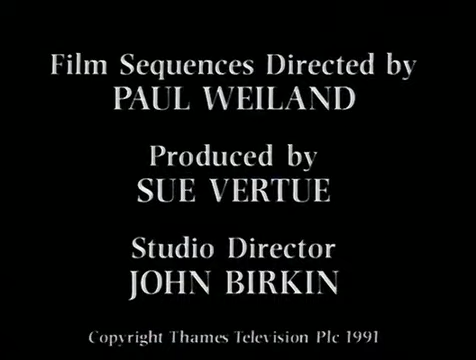 Film Sequences Directed by
PAUL WEILAND
Produced by
SUE VERTUE
Studio Director
JOHN BIRKIN
Copyright Thames Television Plc 1991